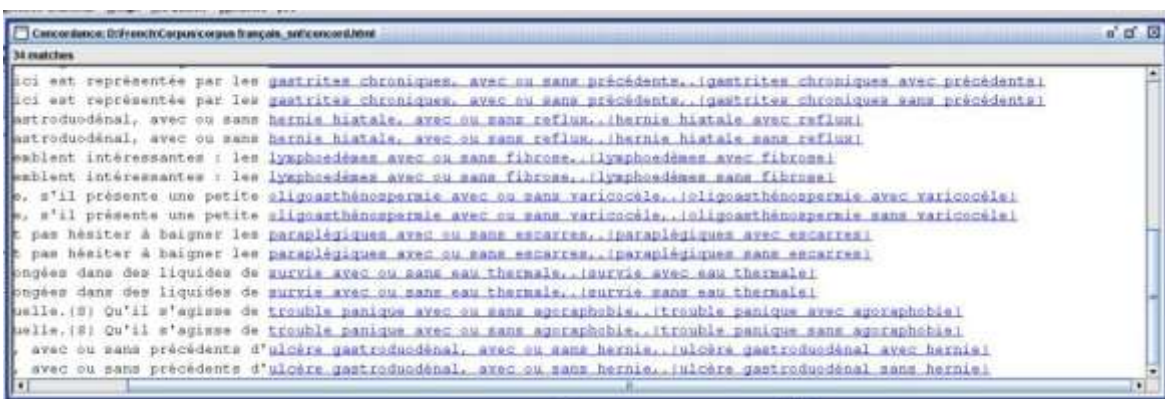 Concordance: D:\French\Corpus\corpus français_snt\concord.html
34 matches
ici est représentée par les gastrites chroniques, avec ou sans précédents,.[gastrites chroniques avec précédents]
ici est représentée par les gastrites chroniques, avec ou sans précédents,.[gastrites chroniques sans précédents]
astroduodénal, avec ou sans hernie hiatale, avec ou sans reflux,.[hernie hiatale avec reflux]
astroduodénal, avec ou sans hernie hiatale, avec ou sans reflux,.[hernie hiatale sans reflux]
emblent intéressantes : les lymphoedèmes avec ou sans fibrose,.[lymphoedèmes avec fibrose]
emblent intéressantes : les lymphoedèmes avec ou sans fibrose,.[lymphoedèmes sans fibrose]
e, s'il présente une petite oligoasthénospermie avec ou sans varicocèle,.[oligoasthénospermie avec varicocèle]
e, s'il présente une petite oligoasthénospermie avec ou sans varicocèle,.[oligoasthénospermie sans varicocèle]
t pas hésiter à baigner les paraplégiques avec ou sans escarres,.[paraplégiques avec escarres]
t pas hésiter à baigner les paraplégiques avec ou sans escarres,.[paraplégiques sans escarres]
ongées dans des liquides de survie avec ou sans eau thermale,.[survie avec eau thermale]
ongées dans des liquides de survie avec ou sans eau thermale,.[survie sans eau thermale]
uelle.{S} Qu'il s'agisse de trouble panique avec ou sans agoraphobie,.[trouble panique avec agoraphobie]
uelle.{S} Qu'il s'agisse de trouble panique avec ou sans agoraphobie,.[trouble panique sans agoraphobie]
, avec ou sans précédents d'ulcère gastroduodénal, avec ou sans hernie,.[ulcère gastroduodénal avec hernie]
, avec ou sans précédents d'ulcère gastroduodénal, avec ou sans hernie,.[ulcère gastroduodénal sans hernie]